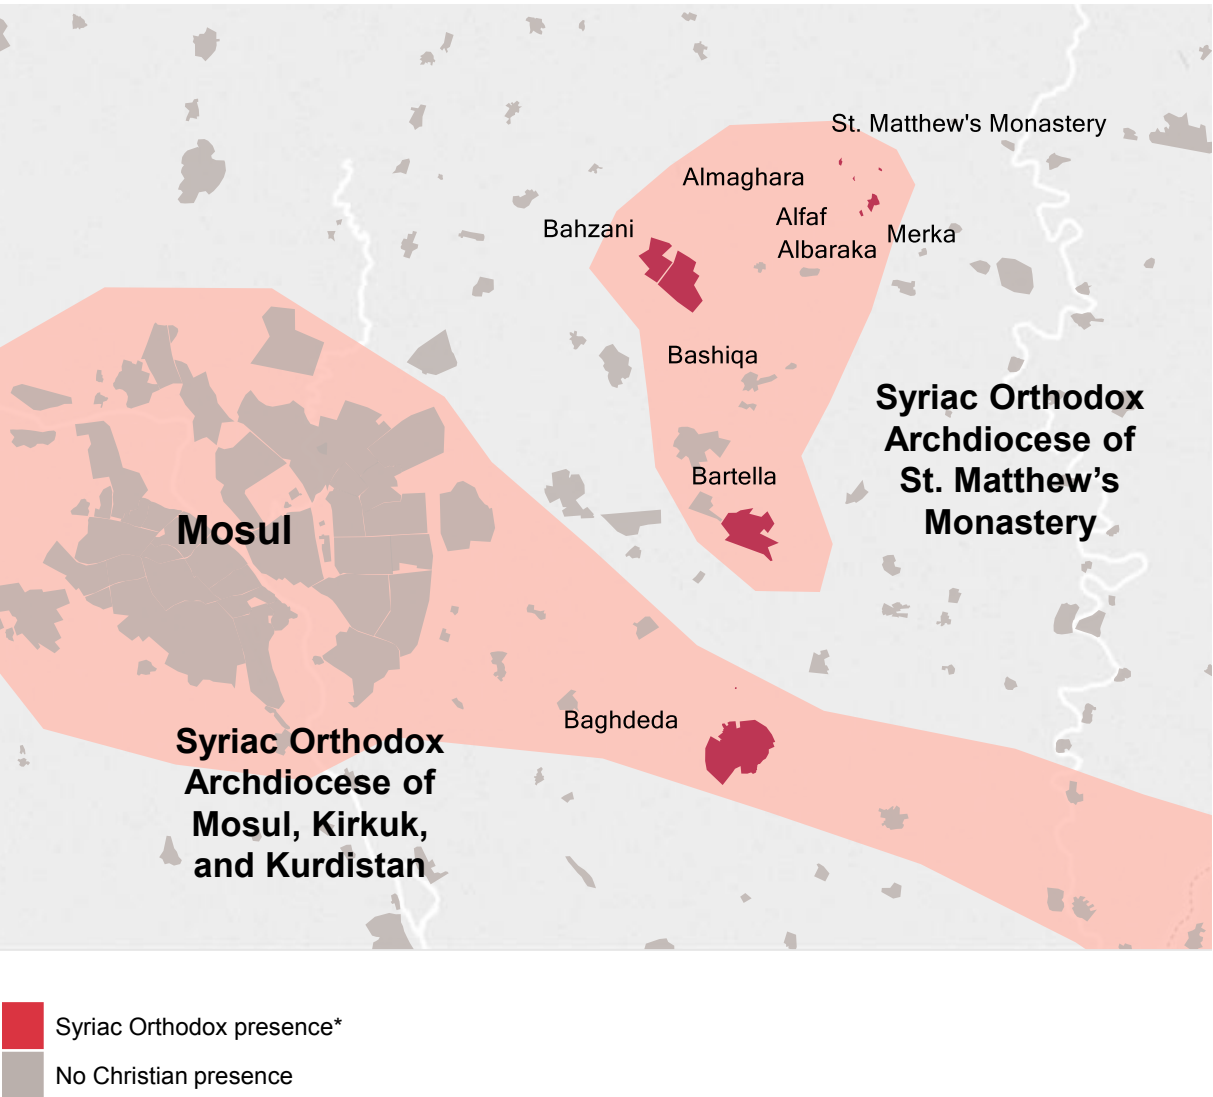 St. Matthew's Monastery
Almaghara
Alfaf
Bahzani
Merka
Albaraka
Bashiqa
Syriac Orthodox
Archdiocese of
St. Matthew’s
Monastery
Bartella
Mosul
Baghdeda
Syriac Orthodox
Archdiocese of
Mosul, Kirkuk,
and Kurdistan
Syriac Orthodox presence*
No Christian presence